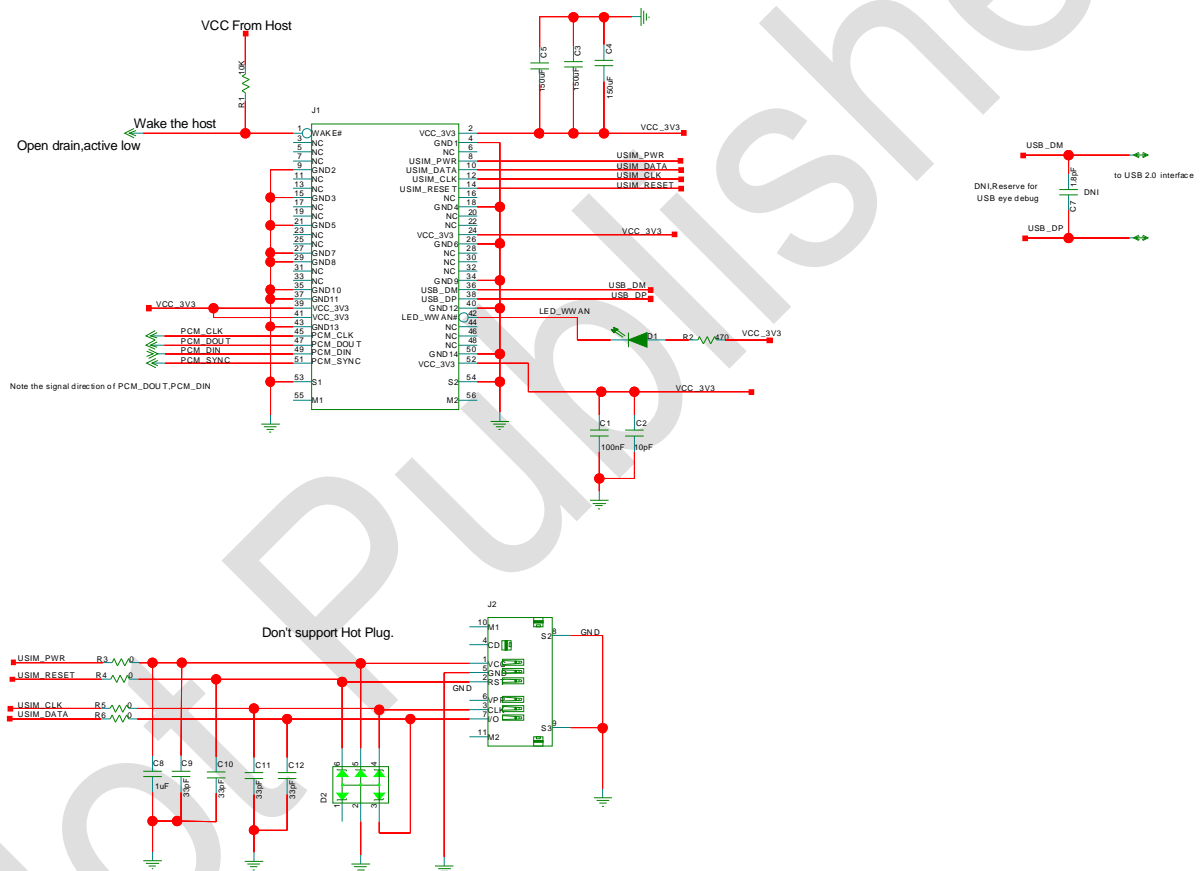 VCC From Host
R1 10K
Wake the host
Open drain,active low
J1
1 WAKE#
3 NC
5 NC
7 NC
9 GND2
11 NC
13 NC
15 GND3
17 NC
19 NC
21 GND5
23 NC
25 NC
27 GND7
29 GND8
31 NC
33 NC
35 GND10
37 GND11
39 VCC_3V3
41 VCC_3V3
43 GND13
45 PCM_CLK
47 PCM_DOUT
49 PCM_DIN
51 PCM_SYNC
53 S1
55 M1
VCC_3V3 2
GND1 4
NC 6
USIM_PWR 8
USIM_DATA 10
USIM_CLK 12
USIM_RESET 14
NC 16
GND4 18
NC 20
NC 22
VCC_3V3 24
GND6 26
NC 28
NC 30
NC 32
GND9 34
USB_DM 36
USB_DP 38
GND12 40
LED_WWAN# 42
NC 44
NC 46
NC 48
GND14 50
VCC_3V3 52
S2 54
M2 56
VCC_3V3
PCM_CLK
PCM_DOUT
PCM_DIN
PCM_SYNC
Note the signal direction of PCM_DOUT,PCM_DIN
C5 150uF
C3 150uF
C4 150uF
VCC_3V3
USIM_PWR
USIM_DATA
USIM_CLK
USIM_RESET
VCC_3V3
USB_DM
USB_DP
LED_WWAN
D1
R2 470
VCC_3V3
VCC_3V3
C1 100nF
C2 10pF
USB_DM
to USB 2.0 interface
DNI,Reserve for
USB eye debug
C7 1.8pF
DNI
USB_DP
Don't support Hot Plug.
USIM_PWR R3 0
USIM_RESET R4 0
USIM_CLK R5 0
USIM_DATA R6 0
C8 1uF
C9 33pF
C10 33pF
C11 33pF
C12 33pF
D2
6 5 4
1 2 3
GND
J2
10 M1
4 CD
1 VCC
5 GND
2 RST
6 VPP
3 CLK
7 I/O
11 M2
S2 8
S3 9
GND
ot Publishe